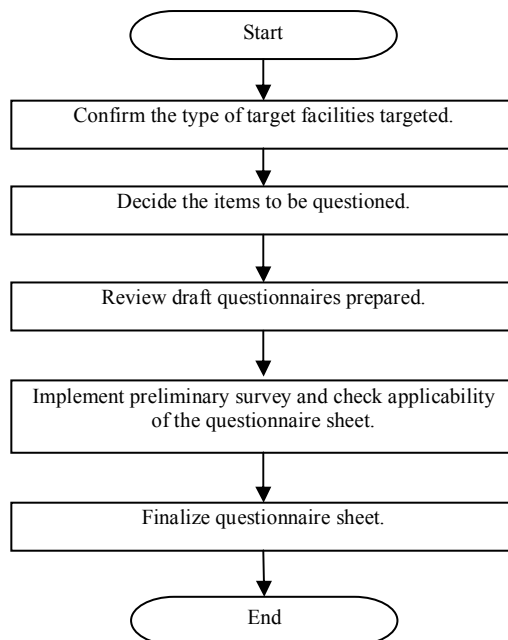 Start
Confirm the type of target facilities targeted.
Decide the items to be questioned.
Review draft questionnaires prepared.
Implement preliminary survey and check applicability
of the questionnaire sheet.
Finalize questionnaire sheet.
End